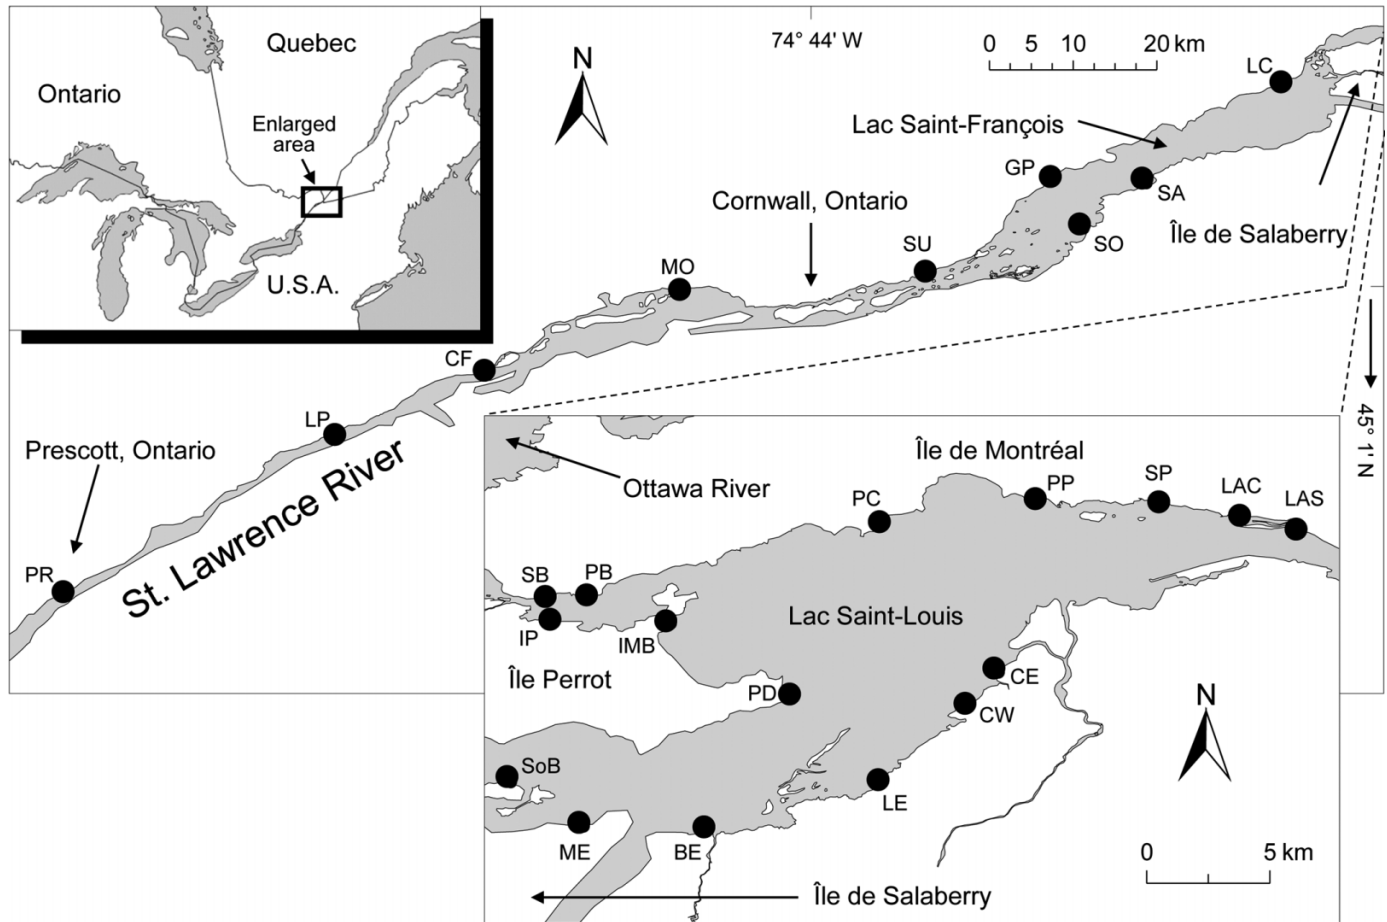 Quebec
Ontario
Enlarged
area
U.S.A.
N
74° 44' W
0 5 10 20 km
LC
Lac Saint-François
GP
SA
Cornwall, Ontario
SO
Île de Salaberry
SU
MO
CF
LP
Prescott, Ontario
St. Lawrence River
PR
45° 1' N
Île de Montréal
Ottawa River
PC
PP
SP
LAC
LAS
SB
PB
IP
IMB
Lac Saint-Louis
Île Perrot
PD
CE
CW
N
SoB
LE
ME
BE
0 5 km
Île de Salaberry